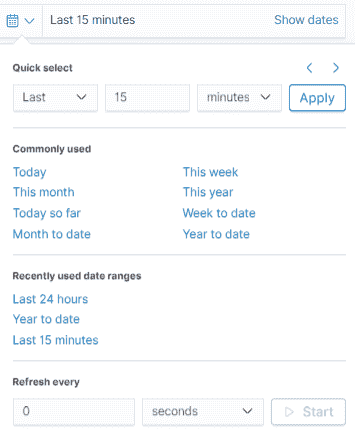 Last 15 minutes Show dates
Quick select
Last 15 minutes Apply
Commonly used
Today This week
This month This year
Today so far Week to date
Month to date Year to date
Recently used date ranges
Last 24 hours
Year to date
Last 15 minutes
Refresh every
0 seconds Start